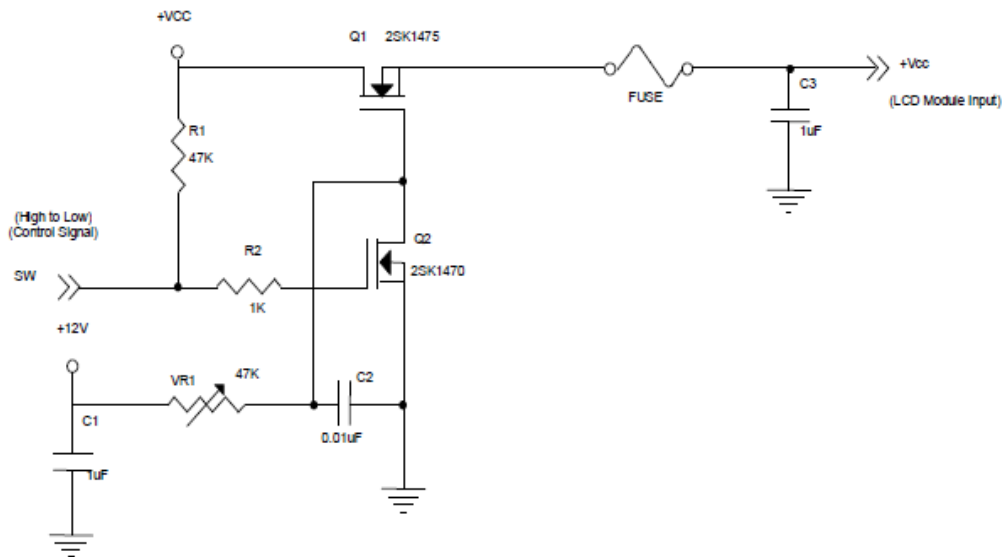 +VCC
Q1 2SK1475
FUSE
C3
1uF
+Vcc
(LCD Module Input)
R1
47K
(High to Low)
(Control Signal)
SW
R2
1K
Q2
2SK1470
+12V
VR1
47K
C2
0.01uF
C1
1uF